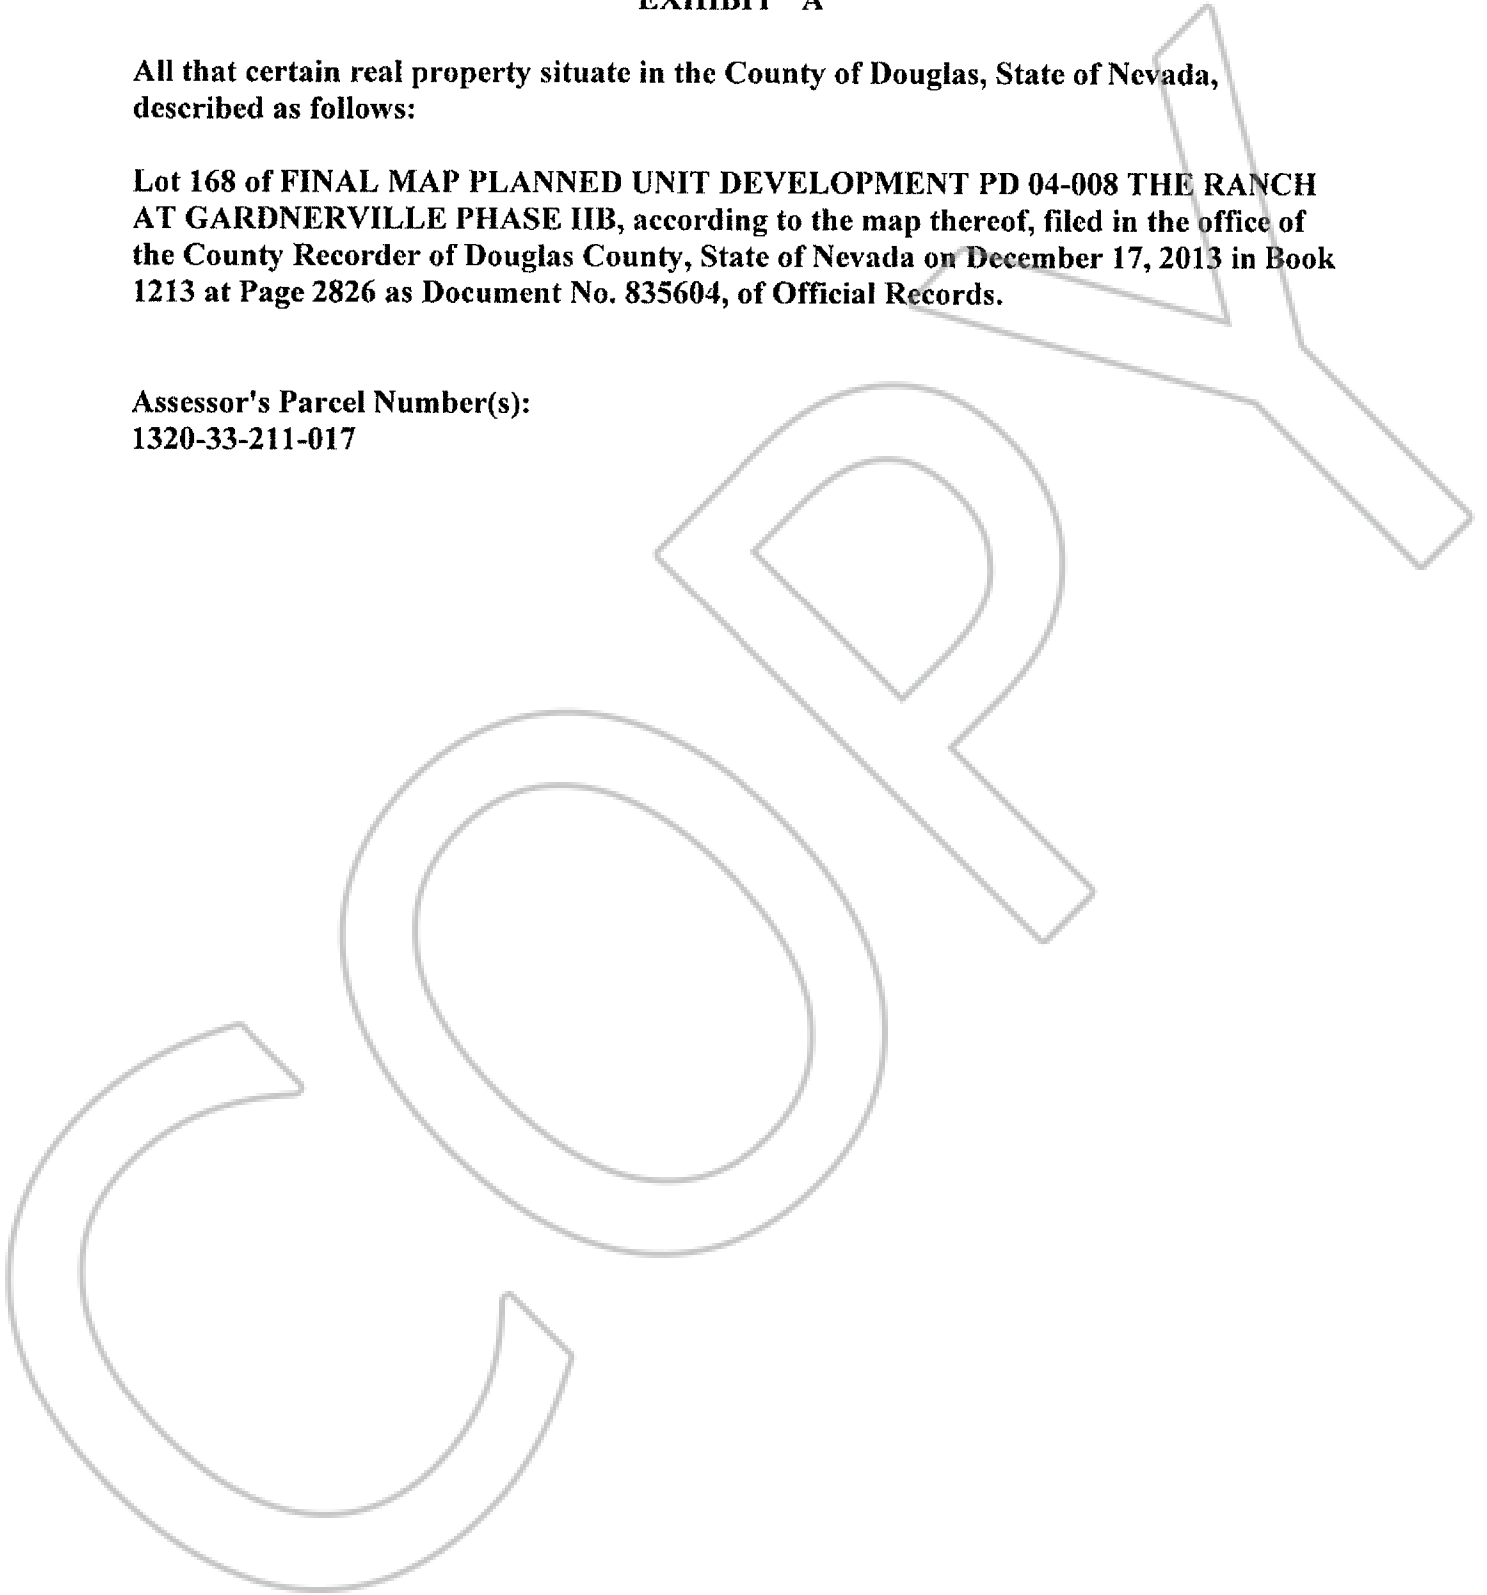 EXHIBIT "A"
All that certain real property situate in the County of Douglas, State of Nevada,
described as follows:
Lot 168 of FINAL MAP PLANNED UNIT DEVELOPMENT PD 04-008 THE RANCH
AT GARDNERVILLE PHASE IIB, according to the map thereof, filed in the office of
the County Recorder of Douglas County, State of Nevada on December 17, 2013 in Book
1213 at Page 2826 as Document No. 835604, of Official Records.
Assessor's Parcel Number(s):
1320-33-211-017
COPY